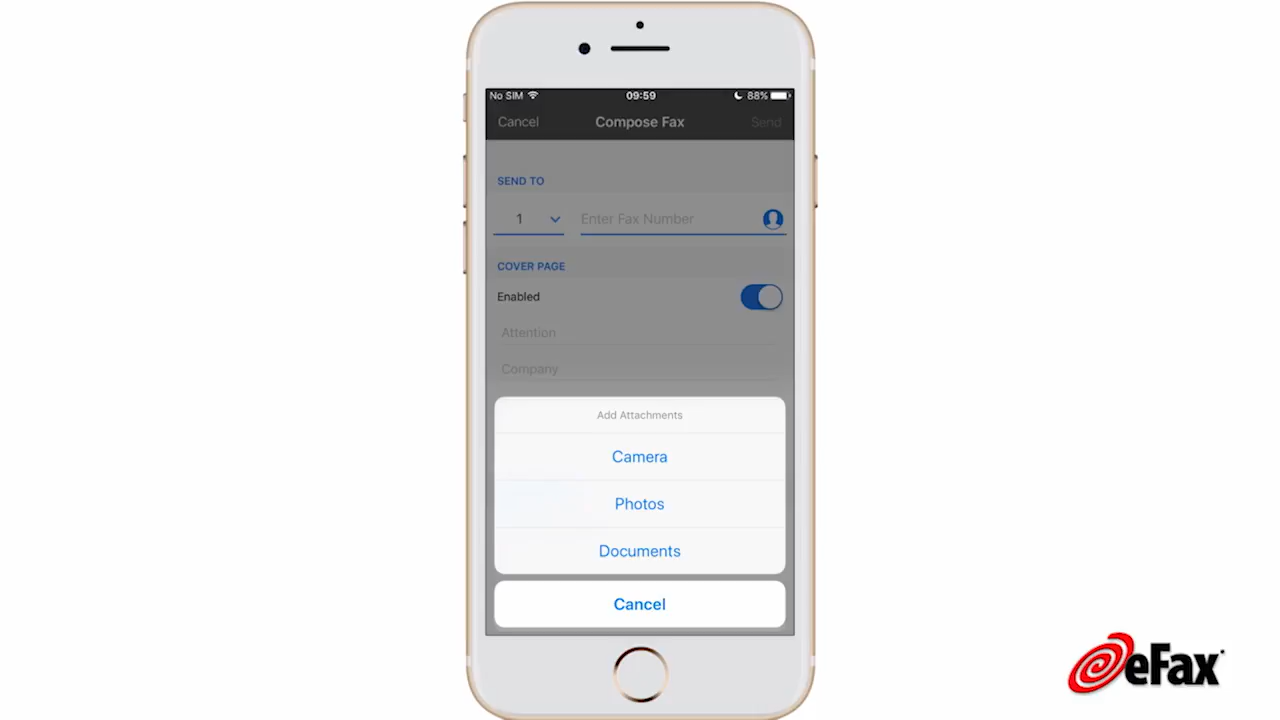 No SIM 09:59 88%
Cancel Compose Fax Send
SEND TO
1 Enter Fax Number
COVER PAGE
Enabled
Attention
Company
Add Attachments
Camera
Photos
Documents
Cancel
eFax